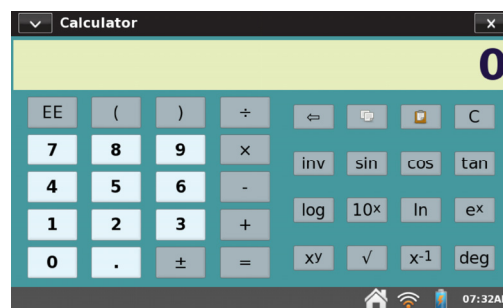 Calculator
0
EE ( ) ÷ ⇦ C
7 8 9 × inv sin cos tan
4 5 6 -
1 2 3 + log 10x ln ex
0 . ± = xy √ x-1 deg
07:32A